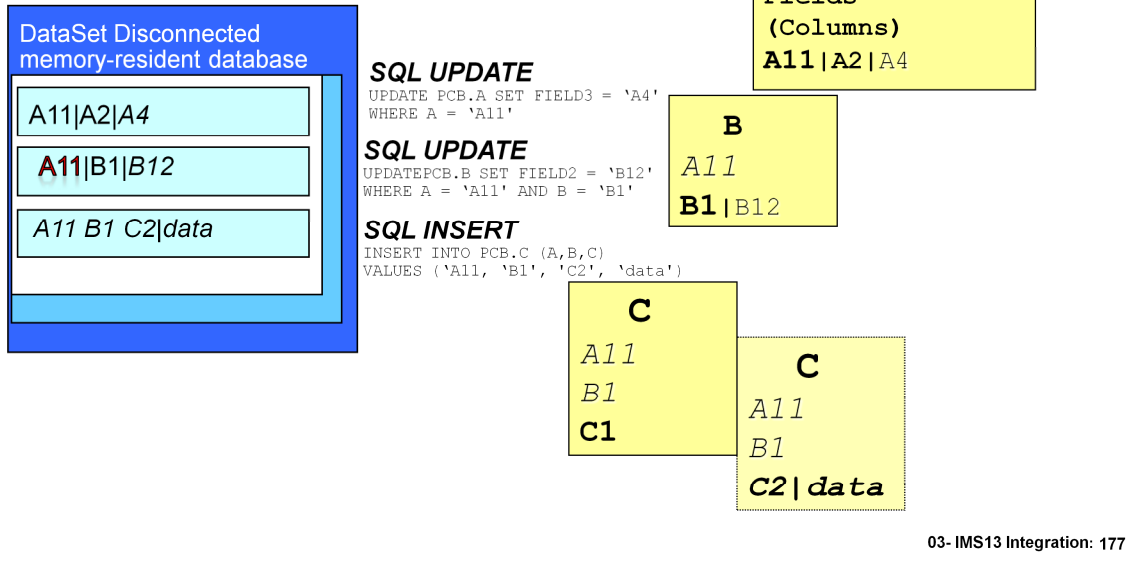 DataSet Disconnected
memory-resident database
A11|A2|A4
A11|B1|B12
A11 B1 C2|data
SQL UPDATE
UPDATE PCB.A SET FIELD3 = ‘A4'
WHERE A = ‘A11'
SQL UPDATE
UPDATEPCB.B SET FIELD2 = ‘B12'
WHERE A = ‘A11' AND B = ‘B1'
SQL INSERT
INSERT INTO PCB.C (A,B,C)
VALUES (‘A11, ‘B1', 'C2', ‘data')
Fields
(Columns)
A11|A2|A4
B
A11
B1|B12
C
A11
B1
C1
C
A11
B1
C2|data
03- IMS13 Integration: 177